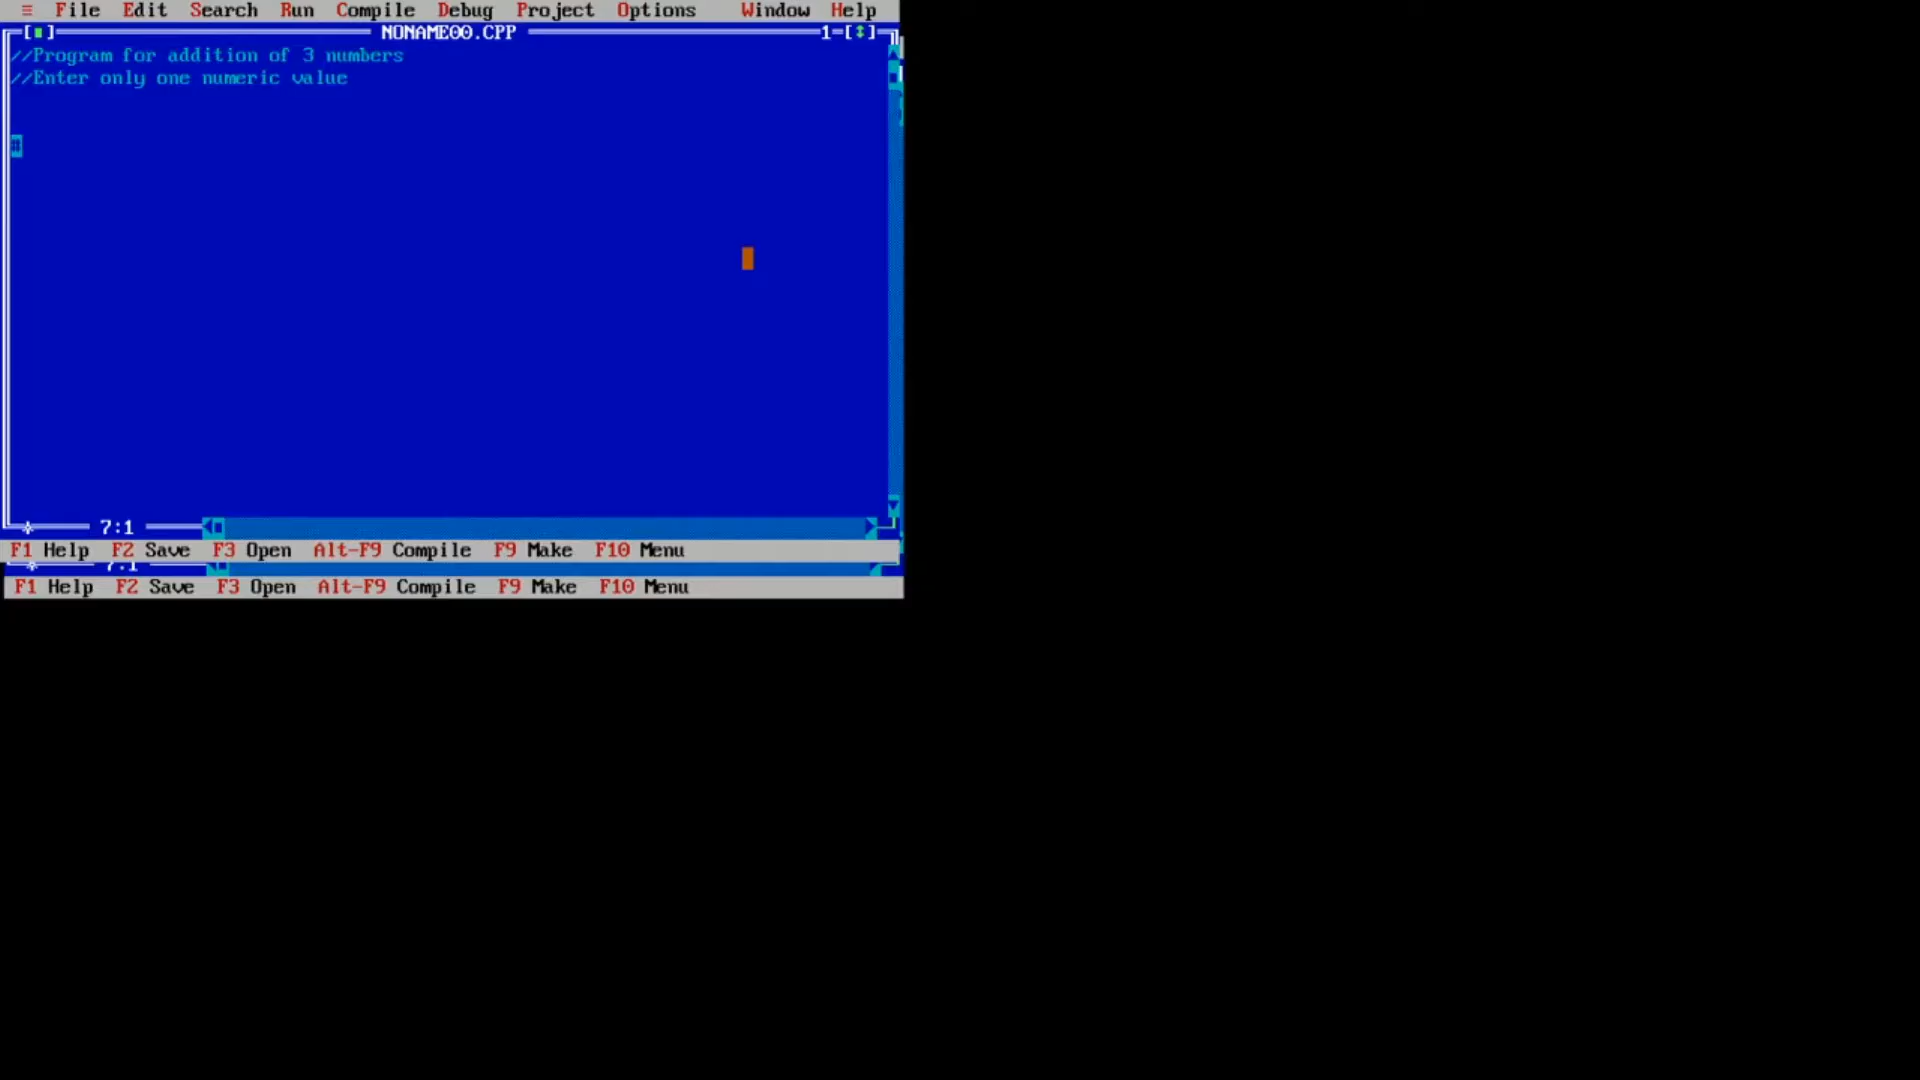 ≡ File Edit Search Run Compile Debug Project Options Window Help
[■] NONAME00.CPP 1=[↕]
//Program for addition of 3 numbers
//Enter only one numeric value
#
7:1
F1 Help F2 Save F3 Open Alt-F9 Compile F9 Make F10 Menu
7:1
F1 Help F2 Save F3 Open Alt-F9 Compile F9 Make F10 Menu